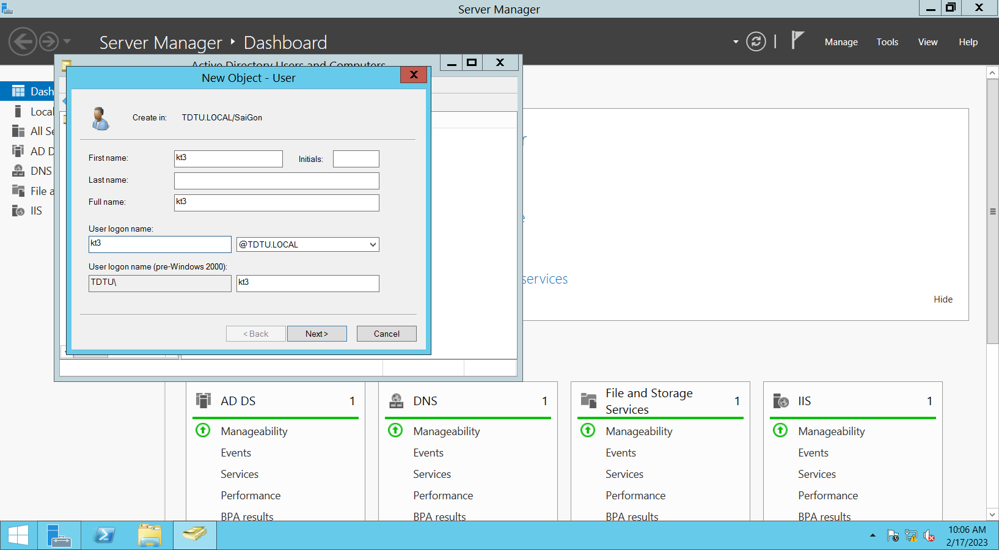 Server Manager
Server Manager ‣ Dashboard
Manage Tools View Help
Active Directory Users and Computers
New Object - User
Create in: TDTU.LOCAL/SaiGon
First name: kt3 Initials:
Last name:
Full name: kt3
User logon name:
kt3 @TDTU.LOCAL
User logon name (pre-Windows 2000):
TDTU\ kt3
< Back Next > Cancel
Dash
Local
All Se
AD D
DNS
File a
IIS
services
Hide
AD DS 1
Manageability
Events
Services
Performance
BPA results
DNS 1
Manageability
Events
Services
Performance
BPA results
File and Storage
Services 1
Manageability
Events
Services
Performance
BPA results
IIS 1
Manageability
Events
Services
Performance
BPA results
10:06 AM
2/17/2023